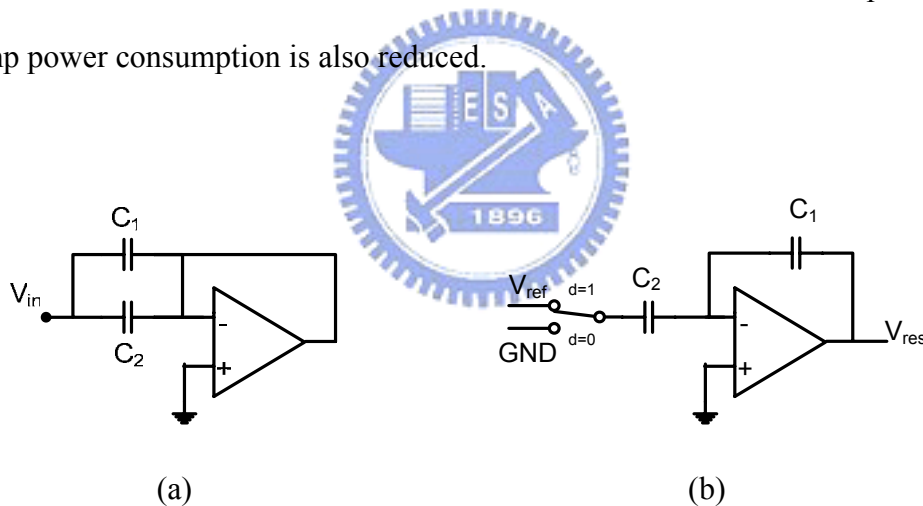 p power consumption is also reduced.
E S A
1896
C1
Vin
C2
-
+
(a)
C1
Vref
d=1
C2
d=0
GND
-
+
Vres
(b)